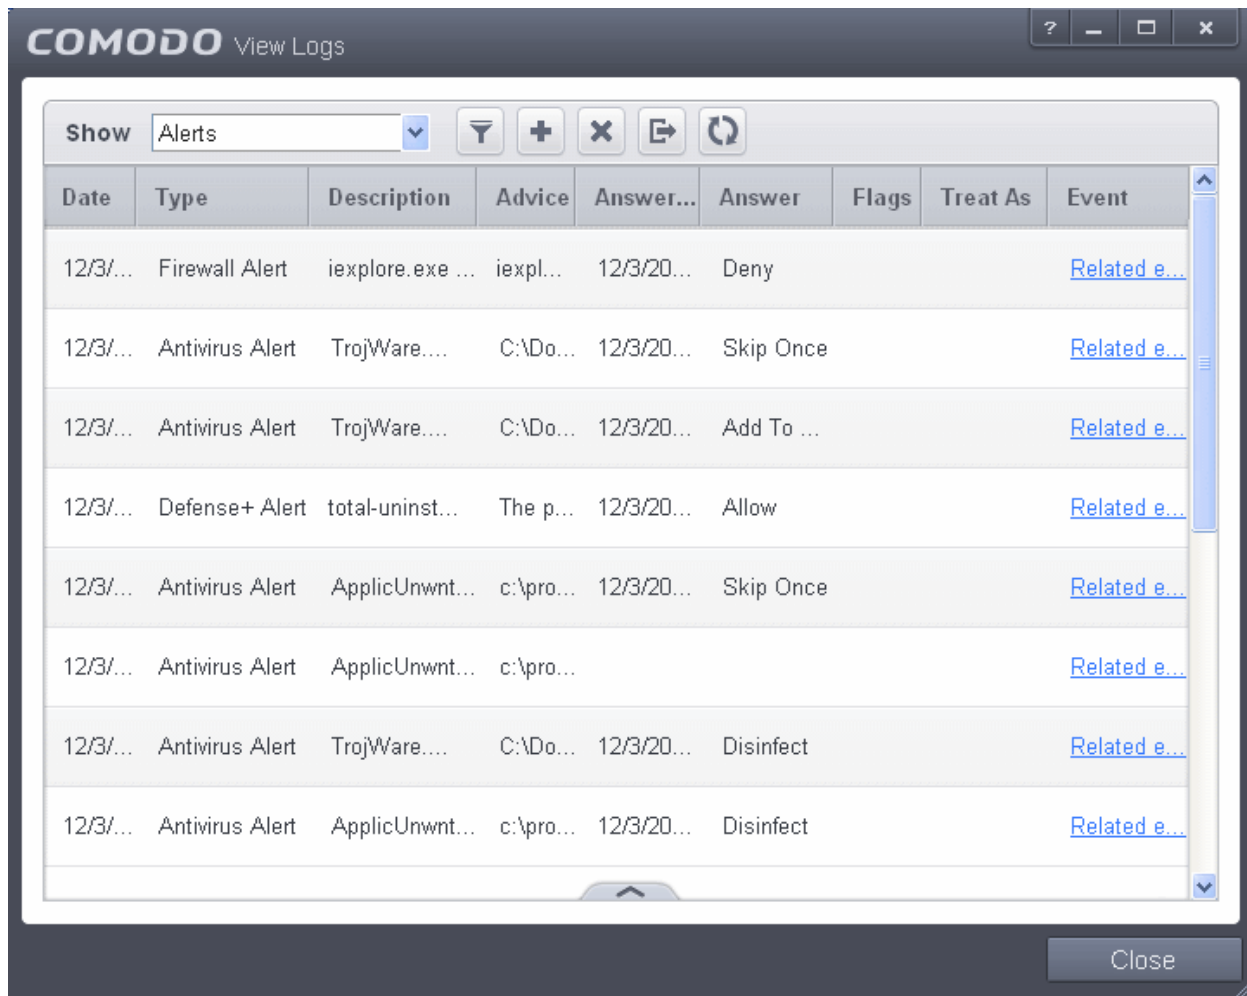 COMODO View Logs ?
Show Alerts
Date Type Description Advice Answer... Answer Flags Treat As Event
12/3/... Firewall Alert iexplore.exe ... iexpl... 12/3/20... Deny Related e...
12/3/... Antivirus Alert TrojWare.... C:\Do... 12/3/20... Skip Once Related e...
12/3/... Antivirus Alert TrojWare.... C:\Do... 12/3/20... Add To ... Related e...
12/3/... Defense+ Alert total-uninst... The p... 12/3/20... Allow Related e...
12/3/... Antivirus Alert ApplicUnwnt... c:\pro... 12/3/20... Skip Once Related e...
12/3/... Antivirus Alert ApplicUnwnt... c:\pro... Related e...
12/3/... Antivirus Alert TrojWare.... C:\Do... 12/3/20... Disinfect Related e...
12/3/... Antivirus Alert ApplicUnwnt... c:\pro... 12/3/20... Disinfect Related e...
Close